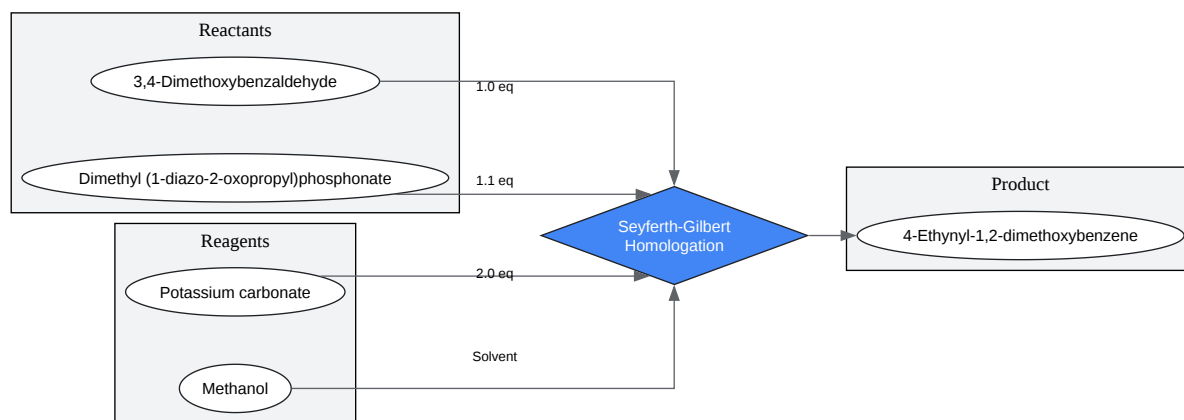 Reactants
3,4-Dimethoxybenzaldehyde
1.0 eq
Dimethyl (1-diazo-2-oxopropyl)phosphonate
1.1 eq
Reagents
Potassium carbonate
2.0 eq
Methanol
Solvent
Seyferth-Gilbert
Homologation
Product
4-Ethynyl-1,2-dimethoxybenzene